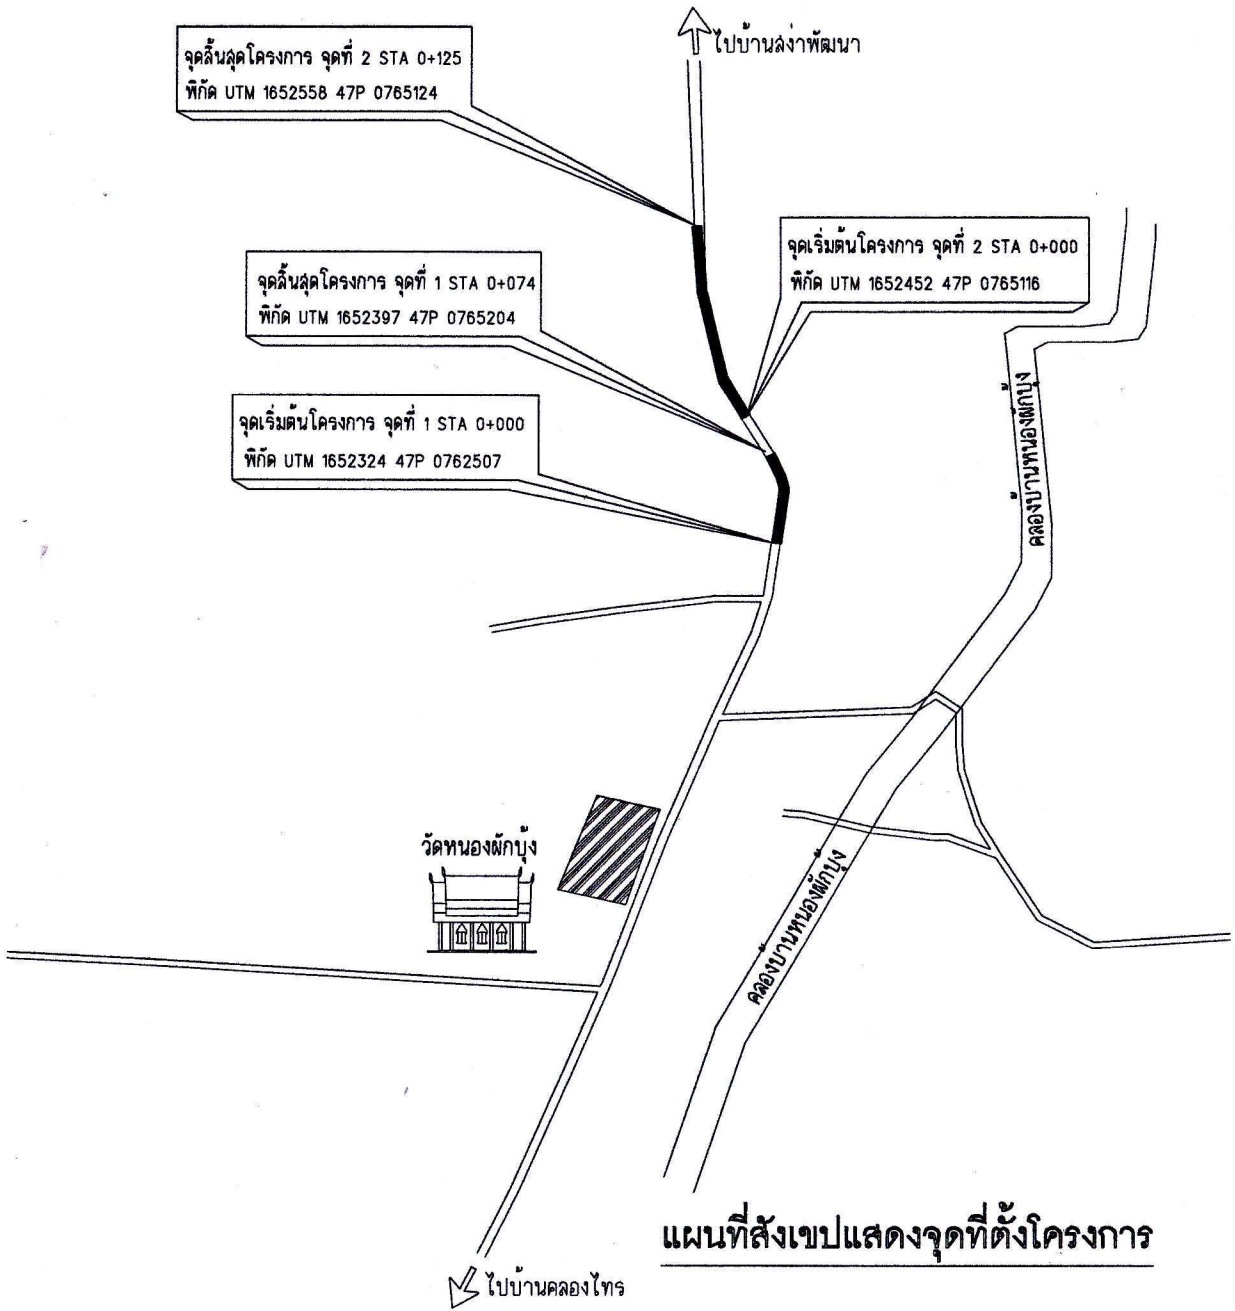 ไปบ้านสง่าพัฒนา
จุดสิ้นสุดโครงการ จุดที่ 2 STA 0+125
พิกัด UTM 1652558 47P 0765124
จุดเริ่มต้นโครงการ จุดที่ 2 STA 0+000
พิกัด UTM 1652452 47P 0765116
จุดสิ้นสุดโครงการ จุดที่ 1 STA 0+074
พิกัด UTM 1652397 47P 0765204
จุดเริ่มต้นโครงการ จุดที่ 1 STA 0+000
พิกัด UTM 1652324 47P 0762507
คลองบ้านหนองผักบุ้ง
วัดหนองผักบุ้ง
คลองบ้านหนองผักบุ้ง
แผนที่สังเขปแสดงจุดที่ตั้งโครงการ
ไปบ้านคลองไทร